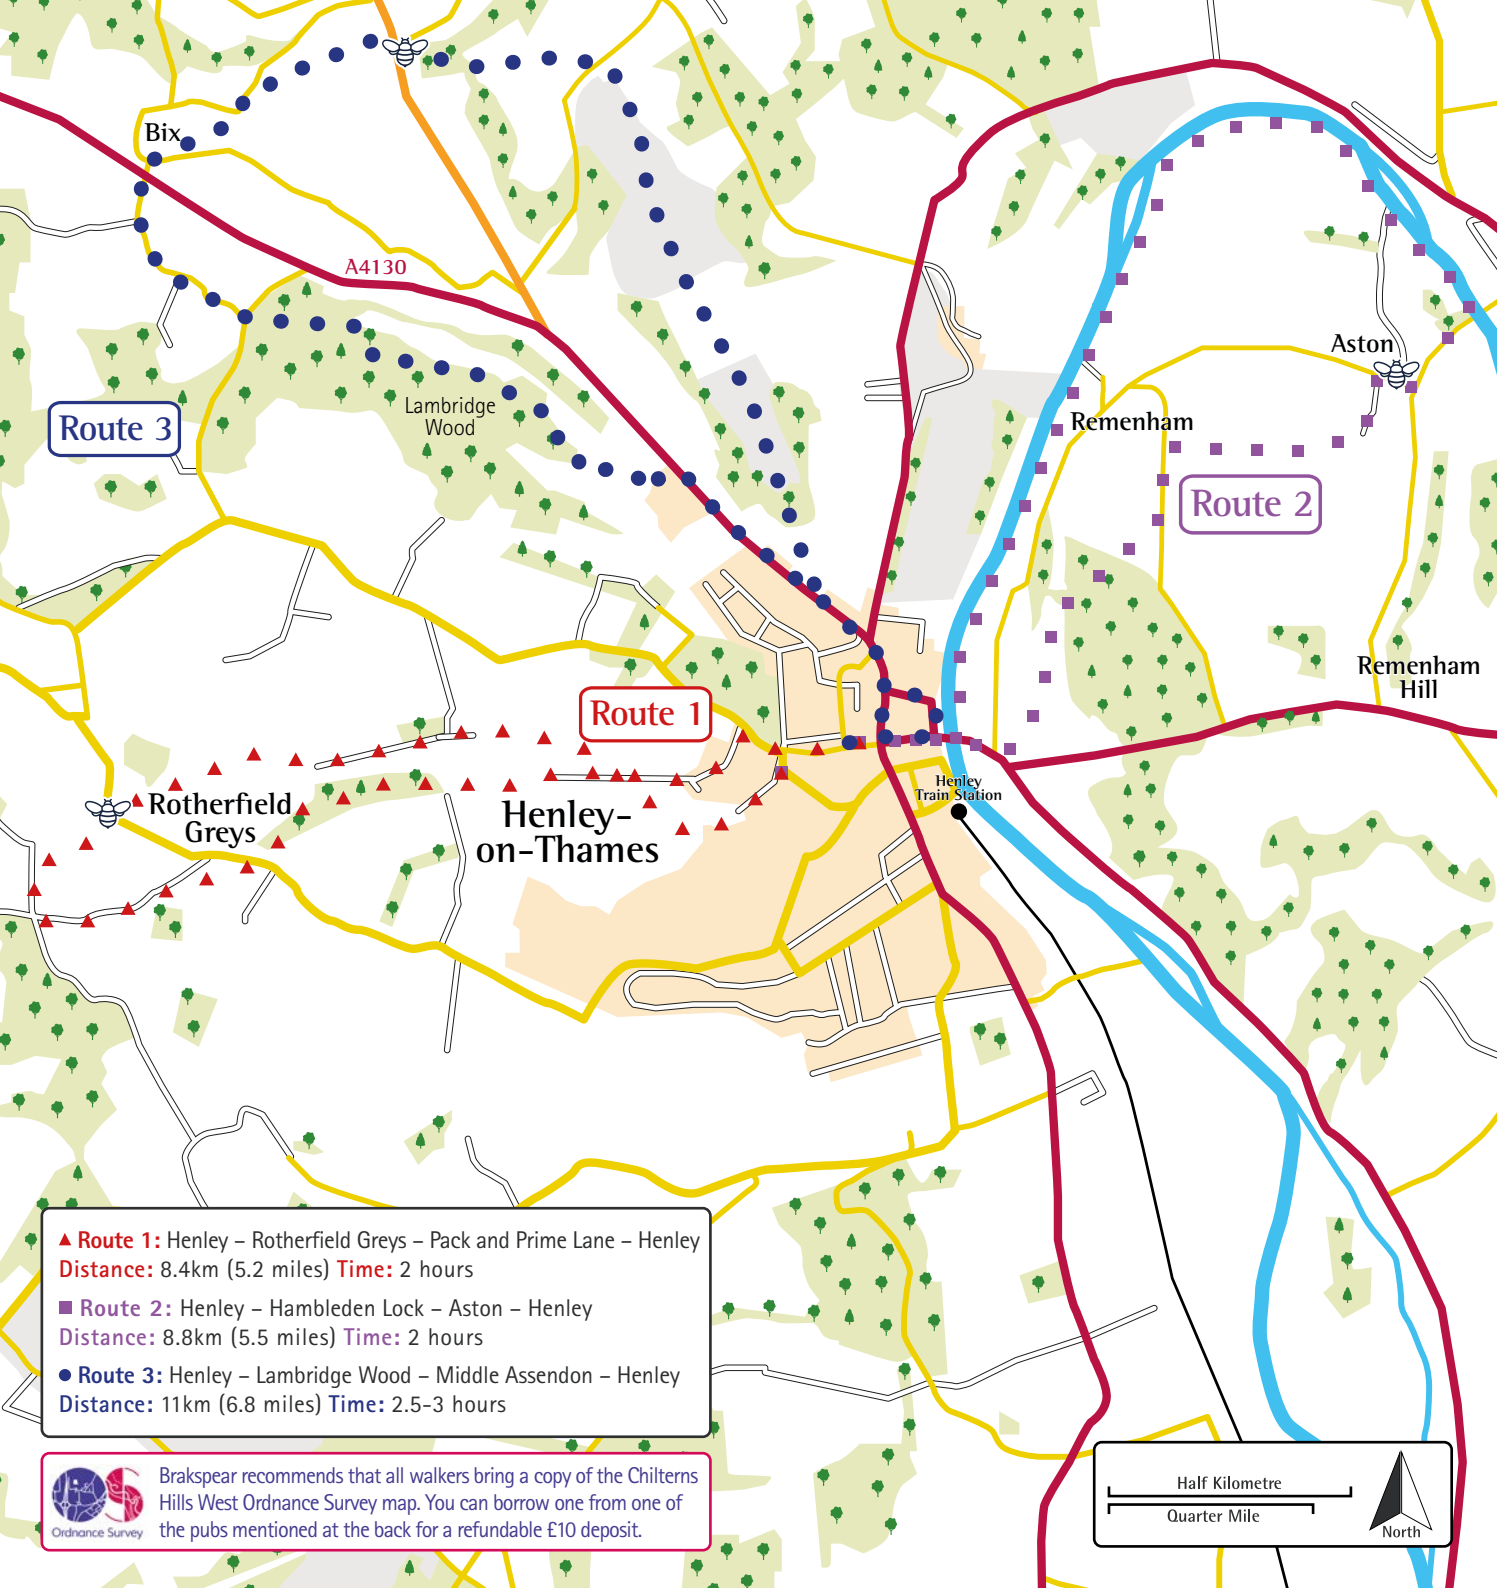 Bix
A4130
Aston
Route 3
Lambridge
Wood
Remenham
Route 2
Remenham
Hill
Route 1
Henley
Train Station
Rotherfield
Greys
Henley-
on-Thames
Route 1: Henley – Rotherfield Greys – Pack and Prime Lane – Henley
Distance: 8.4km (5.2 miles) Time: 2 hours
Route 2: Henley – Hambleden Lock – Aston – Henley
Distance: 8.8km (5.5 miles) Time: 2 hours
Route 3: Henley – Lambridge Wood – Middle Assendon – Henley
Distance: 11km (6.8 miles) Time: 2.5-3 hours
Brakspear recommends that all walkers bring a copy of the Chilterns
Hills West Ordnance Survey map. You can borrow one from one of
the pubs mentioned at the back for a refundable £10 deposit.
Ordnance Survey
Half Kilometre
Quarter Mile
North